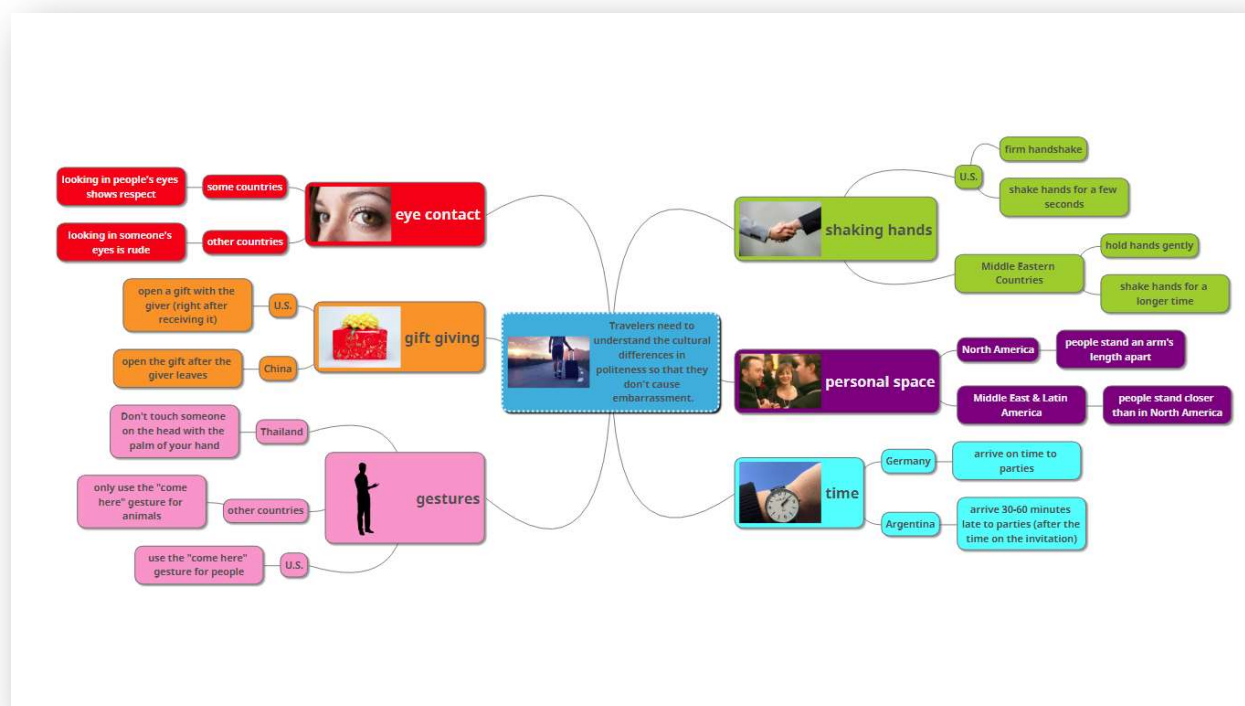 Travelers need to
understand the cultural
differences in
politeness so that they
don't cause
embarrassment.
eye contact
some countries
looking in people's eyes
shows respect
other countries
looking in someone's
eyes is rude
gift giving
U.S.
open a gift with the
giver (right after
receiving it)
China
open the gift after the
giver leaves
gestures
Thailand
Don't touch someone
on the head with the
palm of your hand
other countries
only use the "come
here" gesture for
animals
U.S.
use the "come here"
gesture for people
shaking hands
U.S.
firm handshake
shake hands for a few
seconds
Middle Eastern
Countries
hold hands gently
shake hands for a
longer time
personal space
North America
people stand an arm's
length apart
Middle East & Latin
America
people stand closer
than in North America
time
Germany
arrive on time to
parties
Argentina
arrive 30-60 minutes
late to parties (after the
time on the invitation)